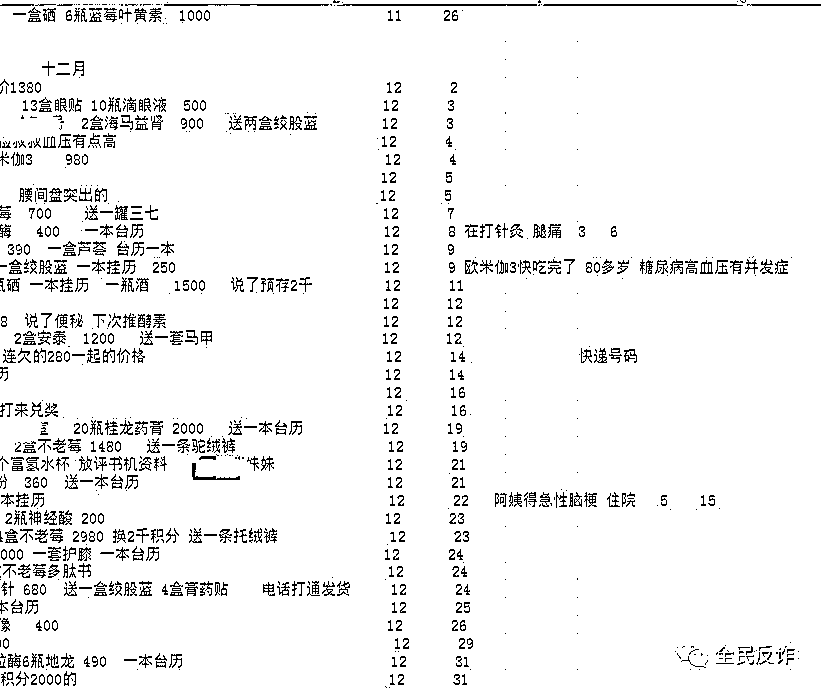 一盒硒 6瓶蓝莓叶黄素 1000 11 26
十二月
价1380 12 2
13盒眼贴 10瓶滴眼液 500 12 3
2盒海马益肾 900 送两盒绞股蓝 12 3
叔叔血压有点高 12 4
米伽3 980 12 4
12 5
腰间盘突出的 12 5
莓 700 送一罐三七 12 7
酶 400 一本台历 12 8 在打针灸 腿痛 3 6
390 一盒芦荟 台历一本 12 9
一盒绞股蓝 一本挂历 250 12 9 欧米伽3快吃完了 80多岁 糖尿病高血压有并发症
瓶硒 一本挂历 一瓶酒 1500 说了预存2千 12 11
12 12
8 说了便秘 下次推酵素 12 12
2盒安泰 1200 送一套马甲 12 12
连欠的280一起的价格 12 14 快递号码
历 12 14
12 16
打来兑奖 12 16
20瓶桂龙药膏 2000 送一本台历 12 19
2盒不老莓 1480 送一条驼绒裤 12 19
个富氢水杯 放评书机资料 妹妹 12 21
360 送一本台历 12 21
本挂历 12 22 阿姨得急性脑梗 住院 5 15
2瓶神经酸 200 12 23
盒不老莓 2980 换2千积分 送一条托绒裤 12 23
000 一套护膝 一本台历 12 24
不老莓多肽书 12 24
针 680 送一盒绞股蓝 4盒膏药贴 电话打通发货 12 24
本台历 12 25
像 400 12 26
00 12 29
酶6瓶地龙 490 一本台历 12 31
积分2000的 12 31
全民反诈